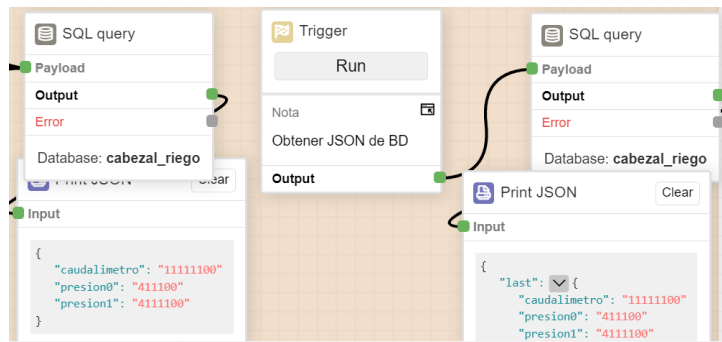 SQL query
Payload
Output
Error
Database: cabezal_riego
Print JSON
Clear
Input
{
"caudalimetro": "11111100"
"presion0": "411100"
"presion1": "4111100"
}
Trigger
Run
Nota
Obtener JSON de BD
Output
SQL query
Payload
Output
Error
Database: cabezal_riego
Print JSON
Clear
Input
{
"last": {
"caudalimetro": "11111100"
"presion0": "411100"
"presion1": "4111100"